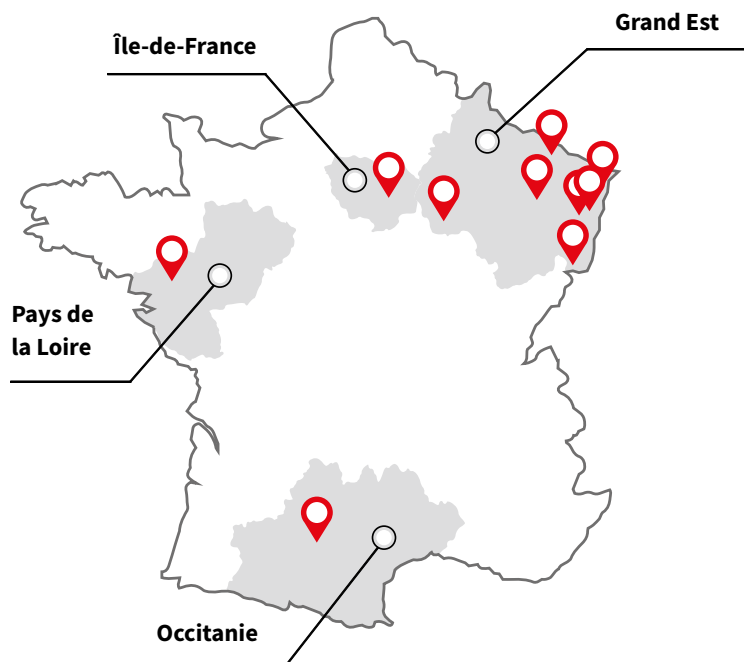 Grand Est
Île-de-France
Pays de
la Loire
Occitanie